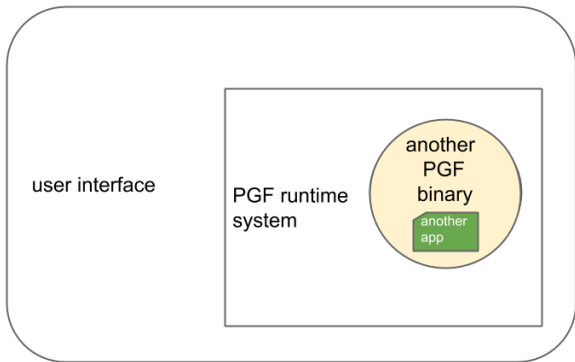 user interface
PGF runtime
system
another
PGF
binary
another
app